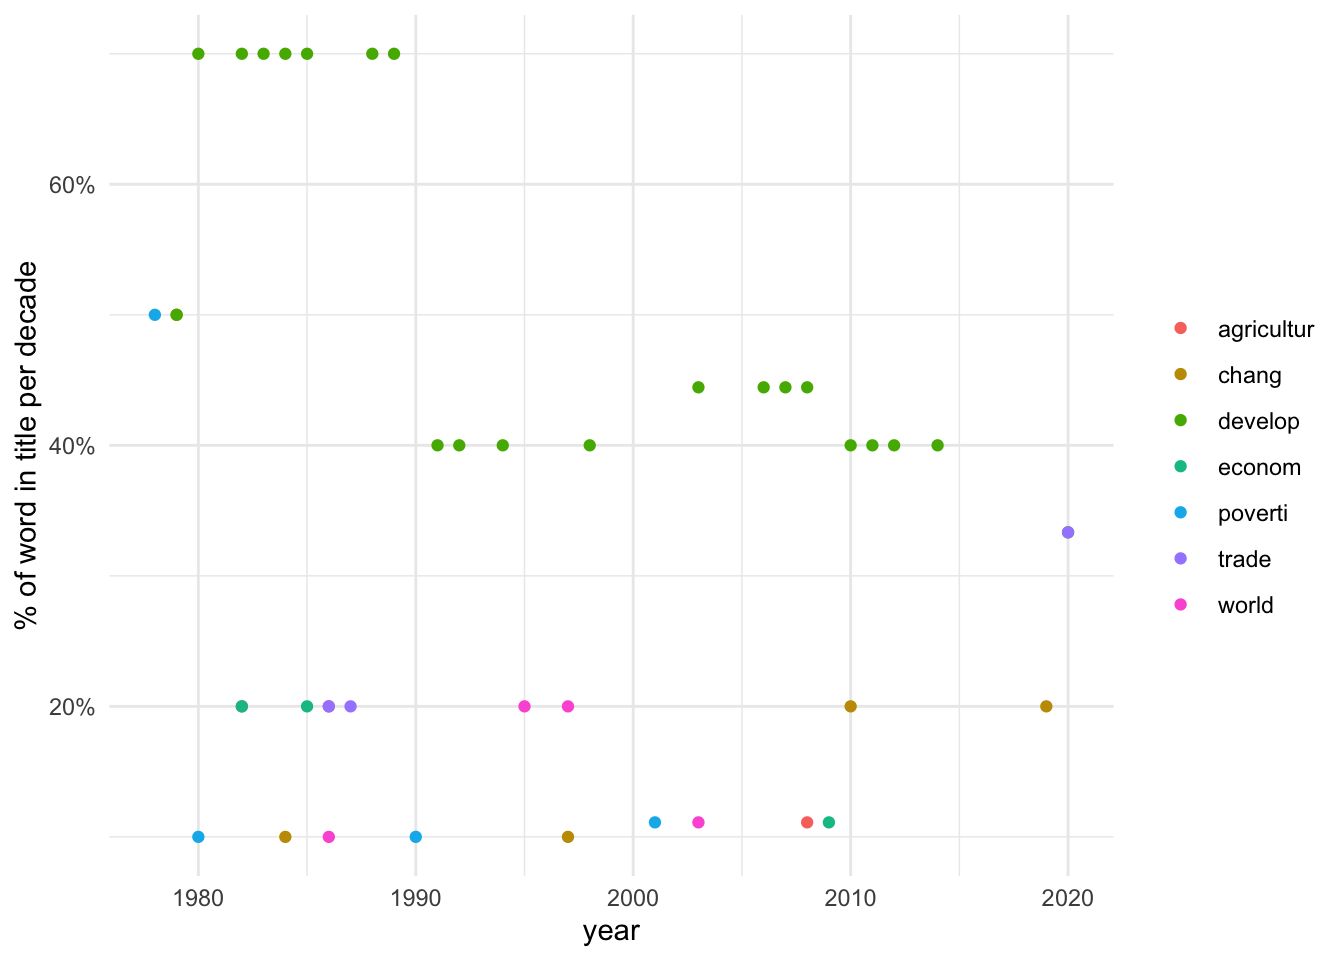 % of word in title per decade
60%
40%
20%
1980
1990
2000
2010
2020
year
agricultur
chang
develop
econom
poverti
trade
world